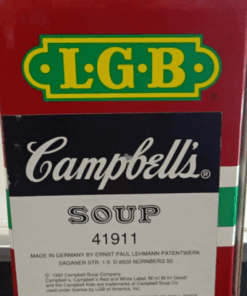 L·G·B®
Campbell's®
SOUP
41911
MADE IN GERMANY BY ERNST PAUL LEHMANN PATENTWERK
SAGANER STR. 1-5 D-8500 NÜRNBERG 52
© 1993 Campbell Soup Company.
Campbell's, Campbell's Red and White Label, M-m! M-m! Good!
and the Campbell Kids are trademarks of Campbell Soup Co.
used under license by LGB of America, Inc.